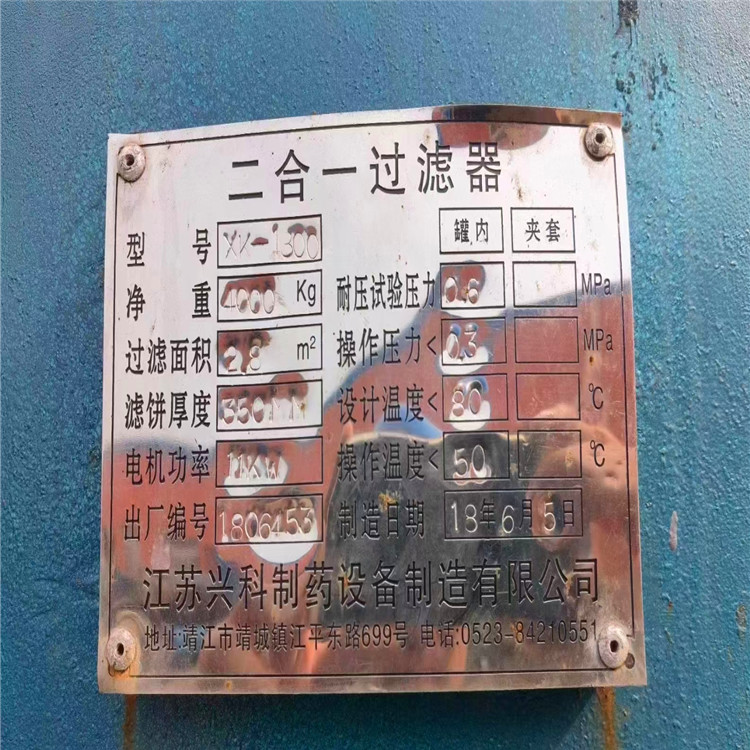 二合一过滤器
罐内 夹套
型号 XK-1300
净重 4000 Kg 耐压试验压力 0.6 MPa
过滤面积 2.8 m² 操作压力< 0.3 MPa
滤饼厚度 350 设计温度< 80 ℃
电机功率 11KW 操作温度< 50 ℃
出厂编号 1806453 制造日期 18年6月5日
江苏兴科制药设备制造有限公司
地址:靖江市靖城镇江平东路699号 电话:0523-84210551